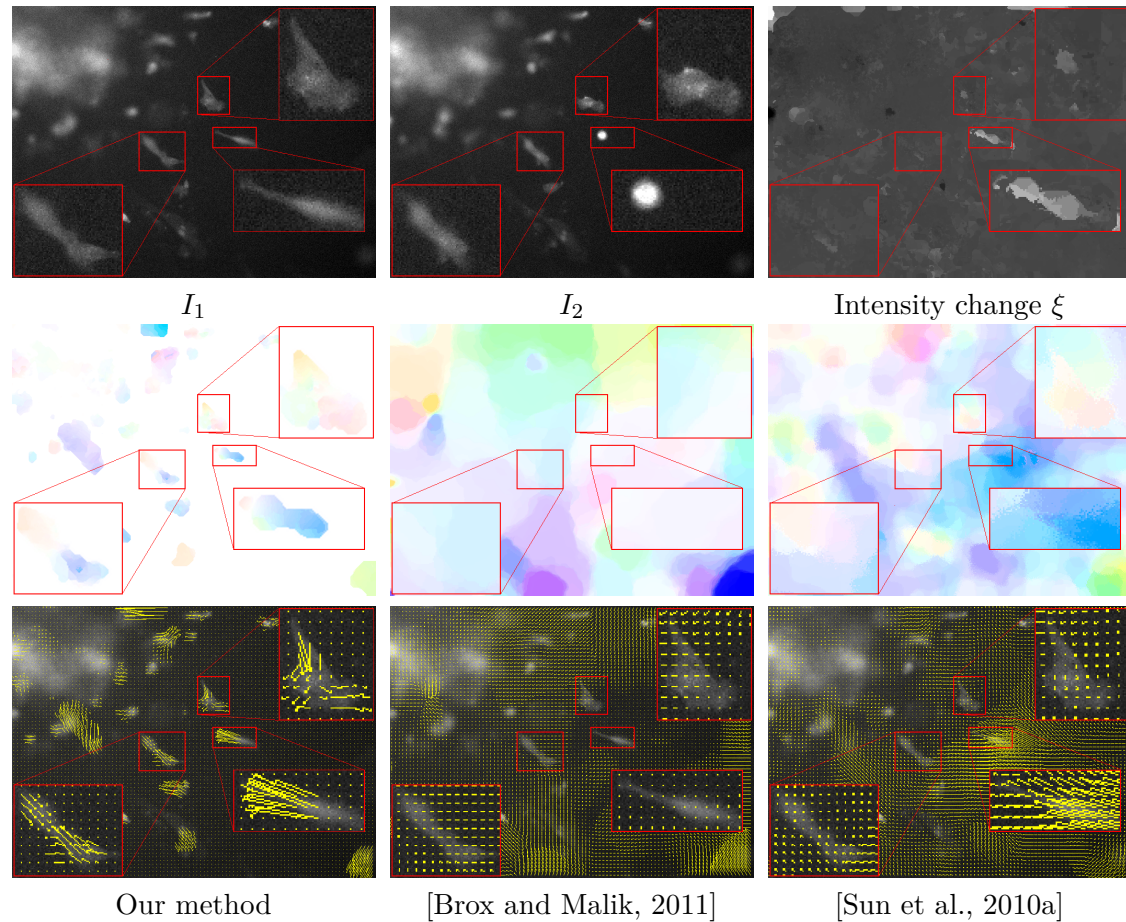 I₁
I₂
Intensity change ξ
Our method
[Brox and Malik, 2011]
[Sun et al., 2010a]